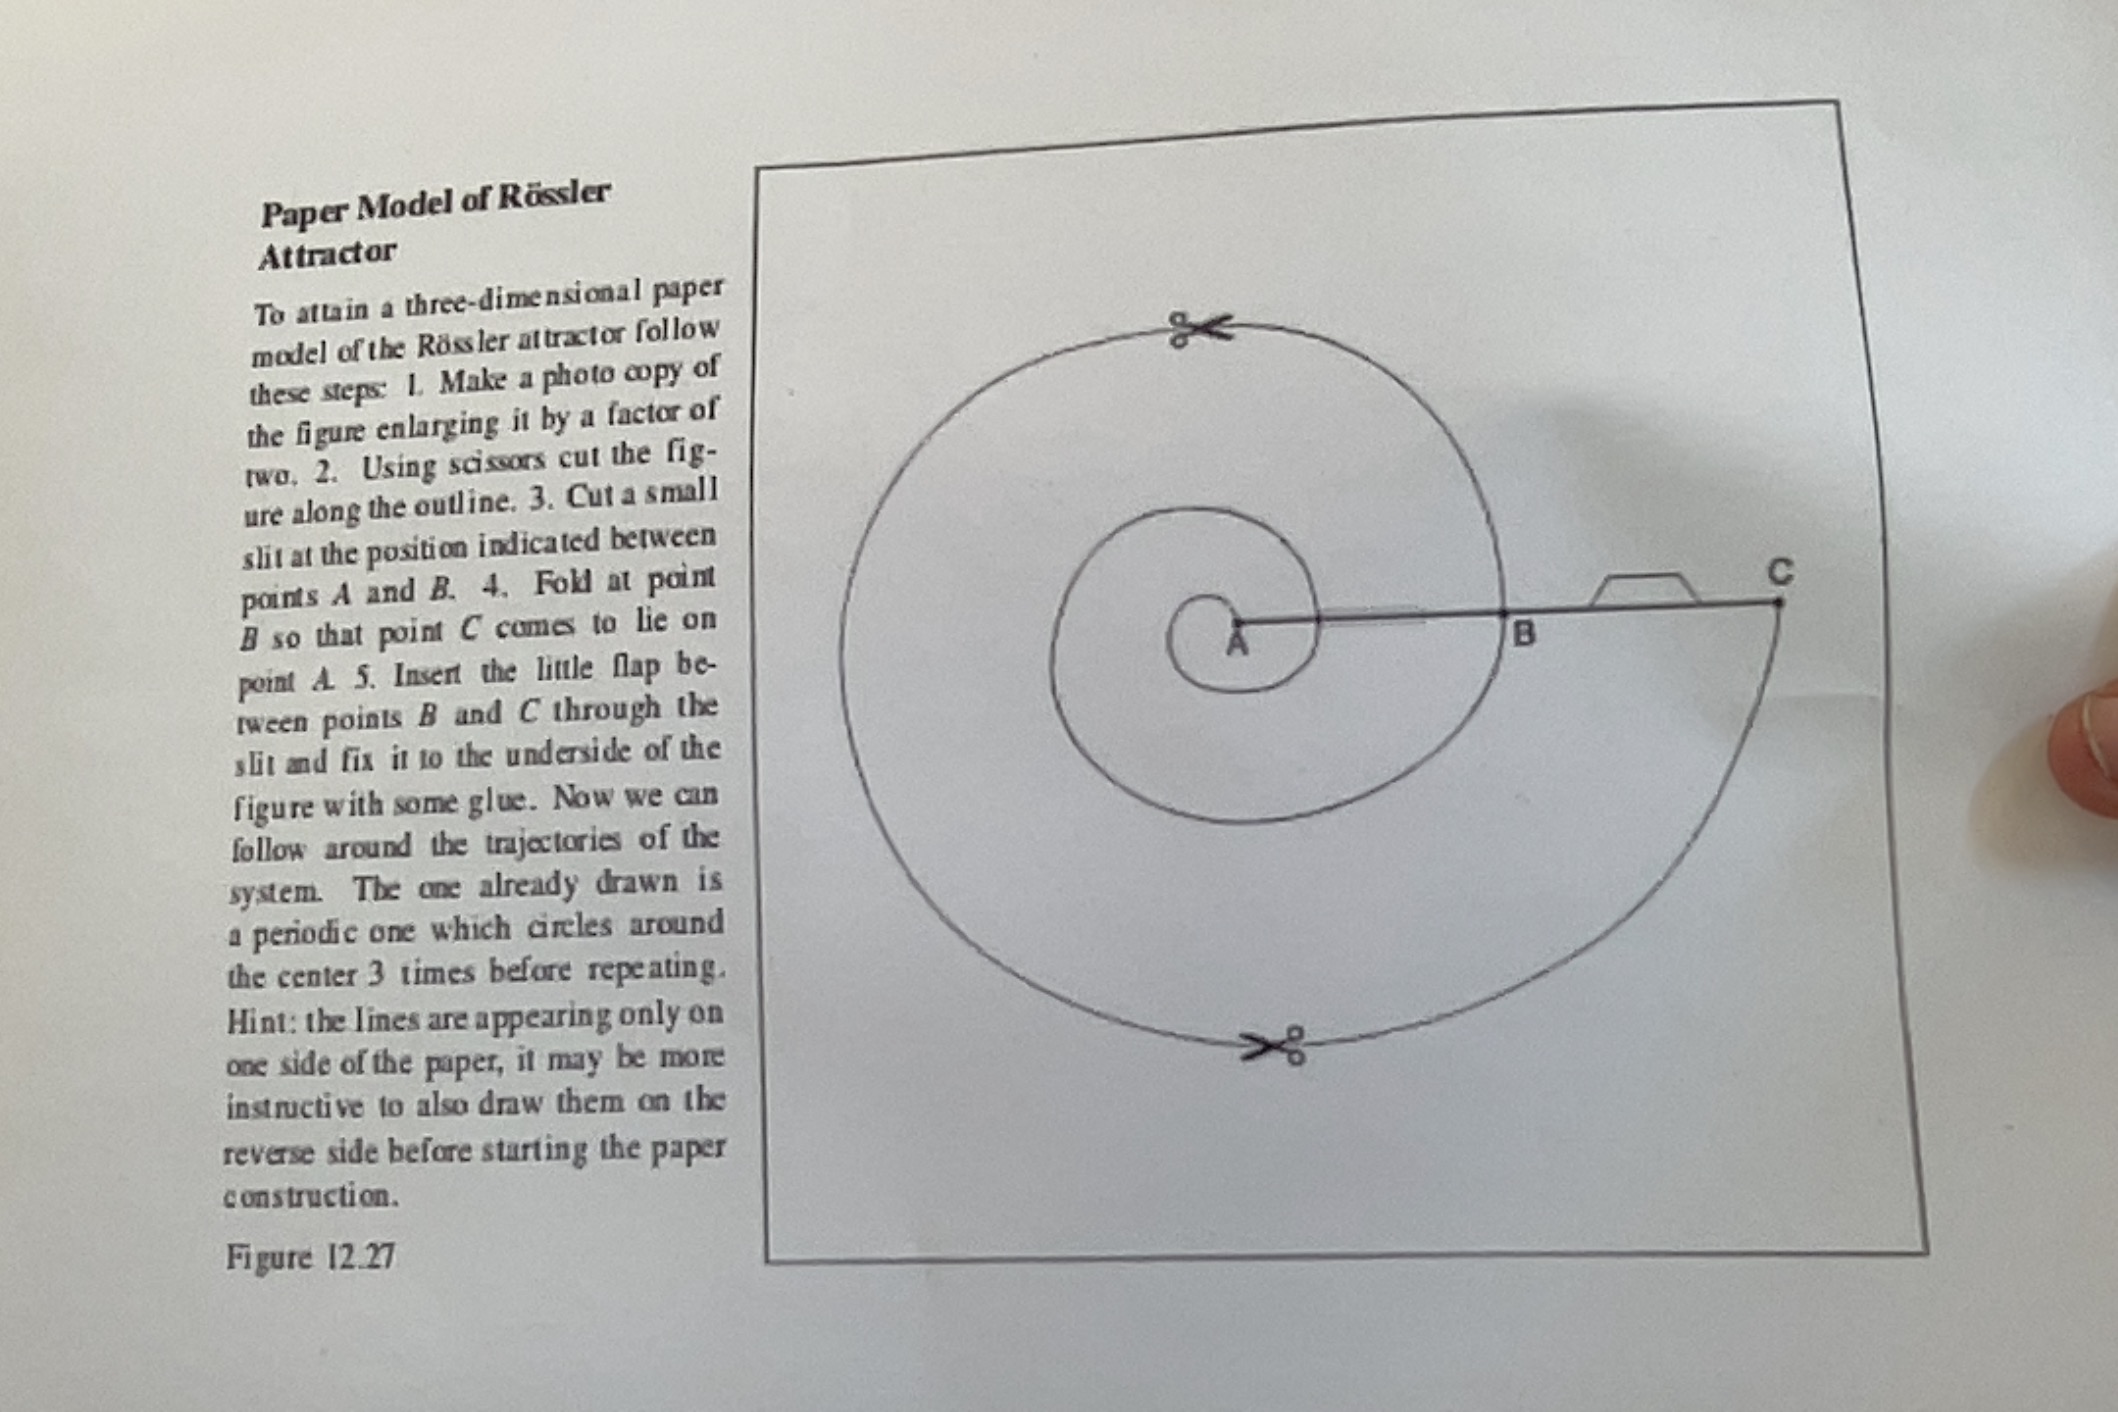 Paper Model of Rössler
Attractor
To attain a three-dimensional paper
model of the Rössler attractor follow
these steps: 1. Make a photo copy of
the figure enlarging it by a factor of
two. 2. Using scissors cut the fig-
ure along the outline. 3. Cut a small
slit at the position indicated between
points A and B. 4. Fold at point
B so that point C comes to lie on
point A. 5. Insert the little flap be-
tween points B and C through the
slit and fix it to the underside of the
figure with some glue. Now we can
follow around the trajectories of the
system. The one already drawn is
a periodic one which circles around
the center 3 times before repeating.
Hint: the lines are appearing only on
one side of the paper, it may be more
instructive to also draw them on the
reverse side before starting the paper
construction.
Figure 12.27
C
A
B